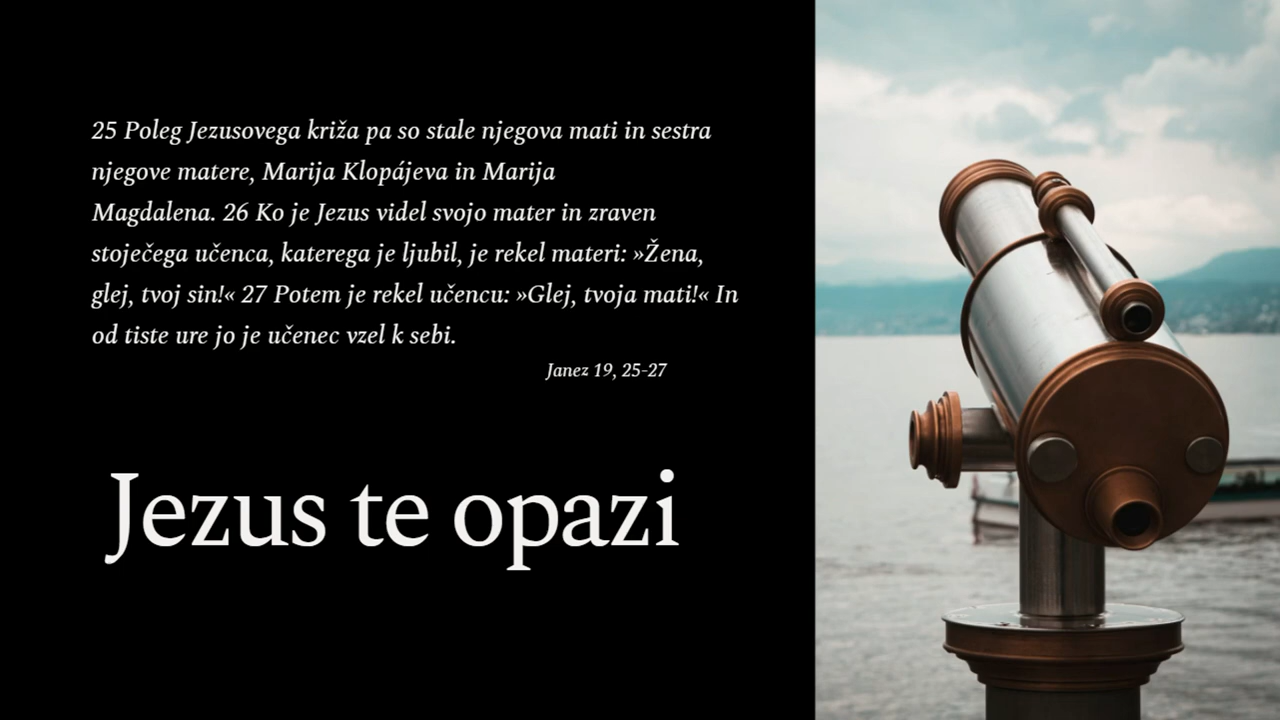 25 Poleg Jezusovega križa pa so stale njegova mati in sestra
njegove matere, Marija Klopájeva in Marija
Magdalena. 26 Ko je Jezus videl svojo mater in zraven
stoječega učenca, katerega je ljubil, je rekel materi: »Žena,
glej, tvoj sin!« 27 Potem je rekel učencu: »Glej, tvoja mati!« In
od tiste ure jo je učenec vzel k sebi.
Janez 19, 25-27
Jezus te opazi